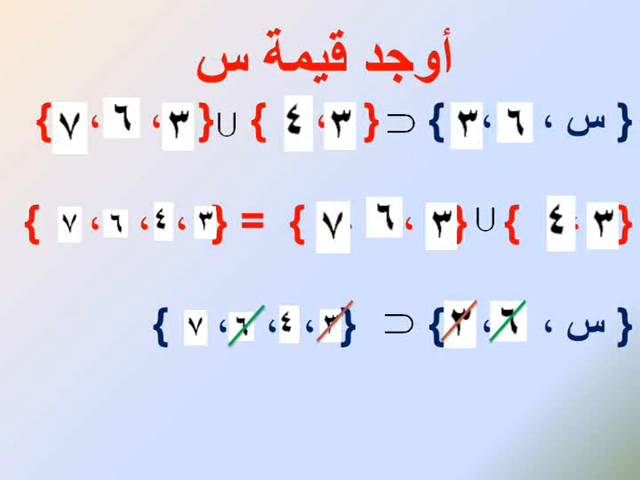 أوجد قيمة س
{ س ، ٦ ، ٣ } ⊃ { ٣ ، ٤ } ∪ { ٣ ، ٦ ، ٧ }
{ ٣ ، ٤ } ∪ { ٣ ، ٦ ، ٧ } = { ٣ ، ٤ ، ٦ ، ٧ }
{ س ، ٦ ، ٣ } ⊃ { ٣ ، ٤ ، ٦ ، ٧ }